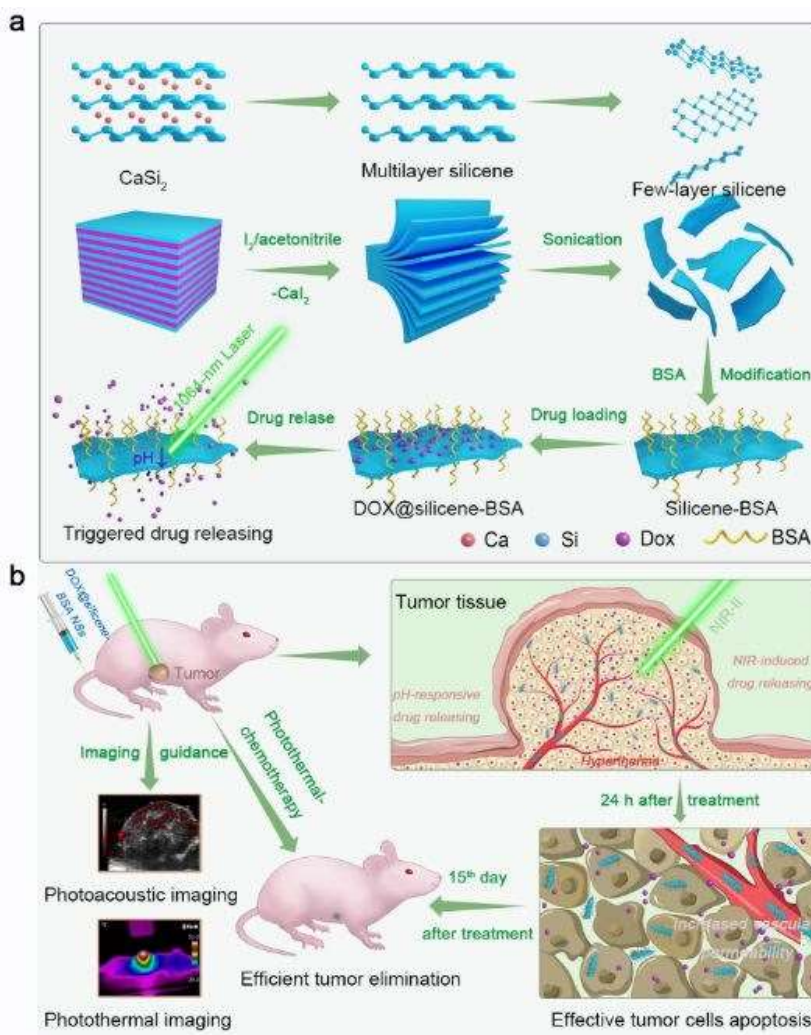 a
CaSi₂
Multilayer silicene
Few-layer silicene
I₂/acetonitrile
-CaI₂
Sonication
BSA Modification
1064-nm Laser
pH
Drug relase
Drug loading
Triggered drug releasing
DOX@silicene-BSA
Silicene-BSA
Ca Si Dox BSA
b
DOX@silicene-
BSA NSs
Tumor
Imaging guidance
Photothermal-
chemotherapy
Photoacoustic imaging
Photothermal imaging
Tumor tissue
NIR-II
pH-responsive
drug releasing
NIR-induced
drug releasing
Hyperthermia
24 h after treatment
15th day
after treatment
Efficient tumor elimination
Increased vascular
permeability
Effective tumor cells apoptosis